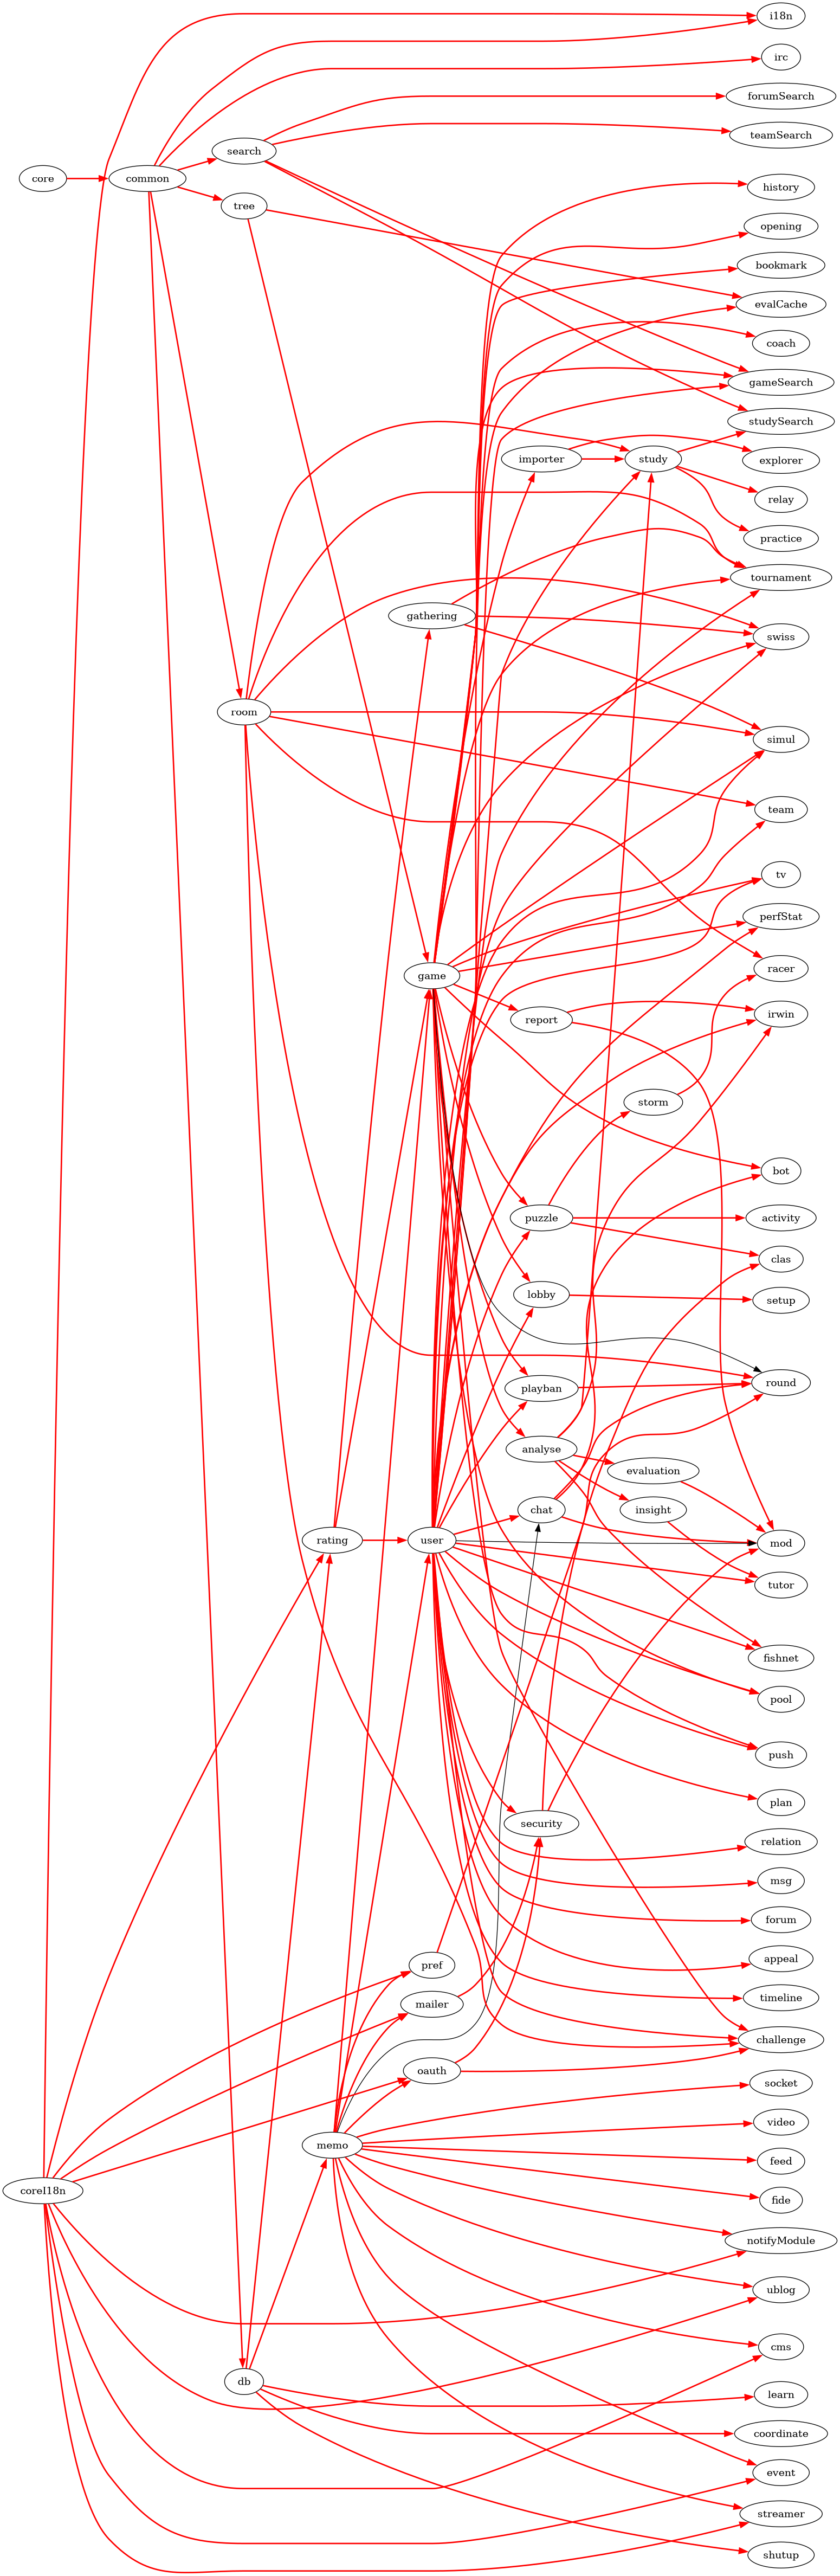 i18n
irc
forumSearch
teamSearch
search
core
common
history
tree
opening
bookmark
evalCache
coach
gameSearch
studySearch
importer
study
explorer
relay
practice
tournament
gathering
swiss
room
simul
team
tv
perfStat
racer
game
irwin
report
storm
bot
puzzle
activity
clas
lobby
setup
round
playban
analyse
evaluation
chat
insight
rating
user
mod
tutor
fishnet
pool
push
plan
security
relation
msg
forum
appeal
pref
timeline
mailer
challenge
oauth
socket
video
memo
feed
fide
coreI18n
notifyModule
ublog
cms
db
learn
coordinate
event
streamer
shutup